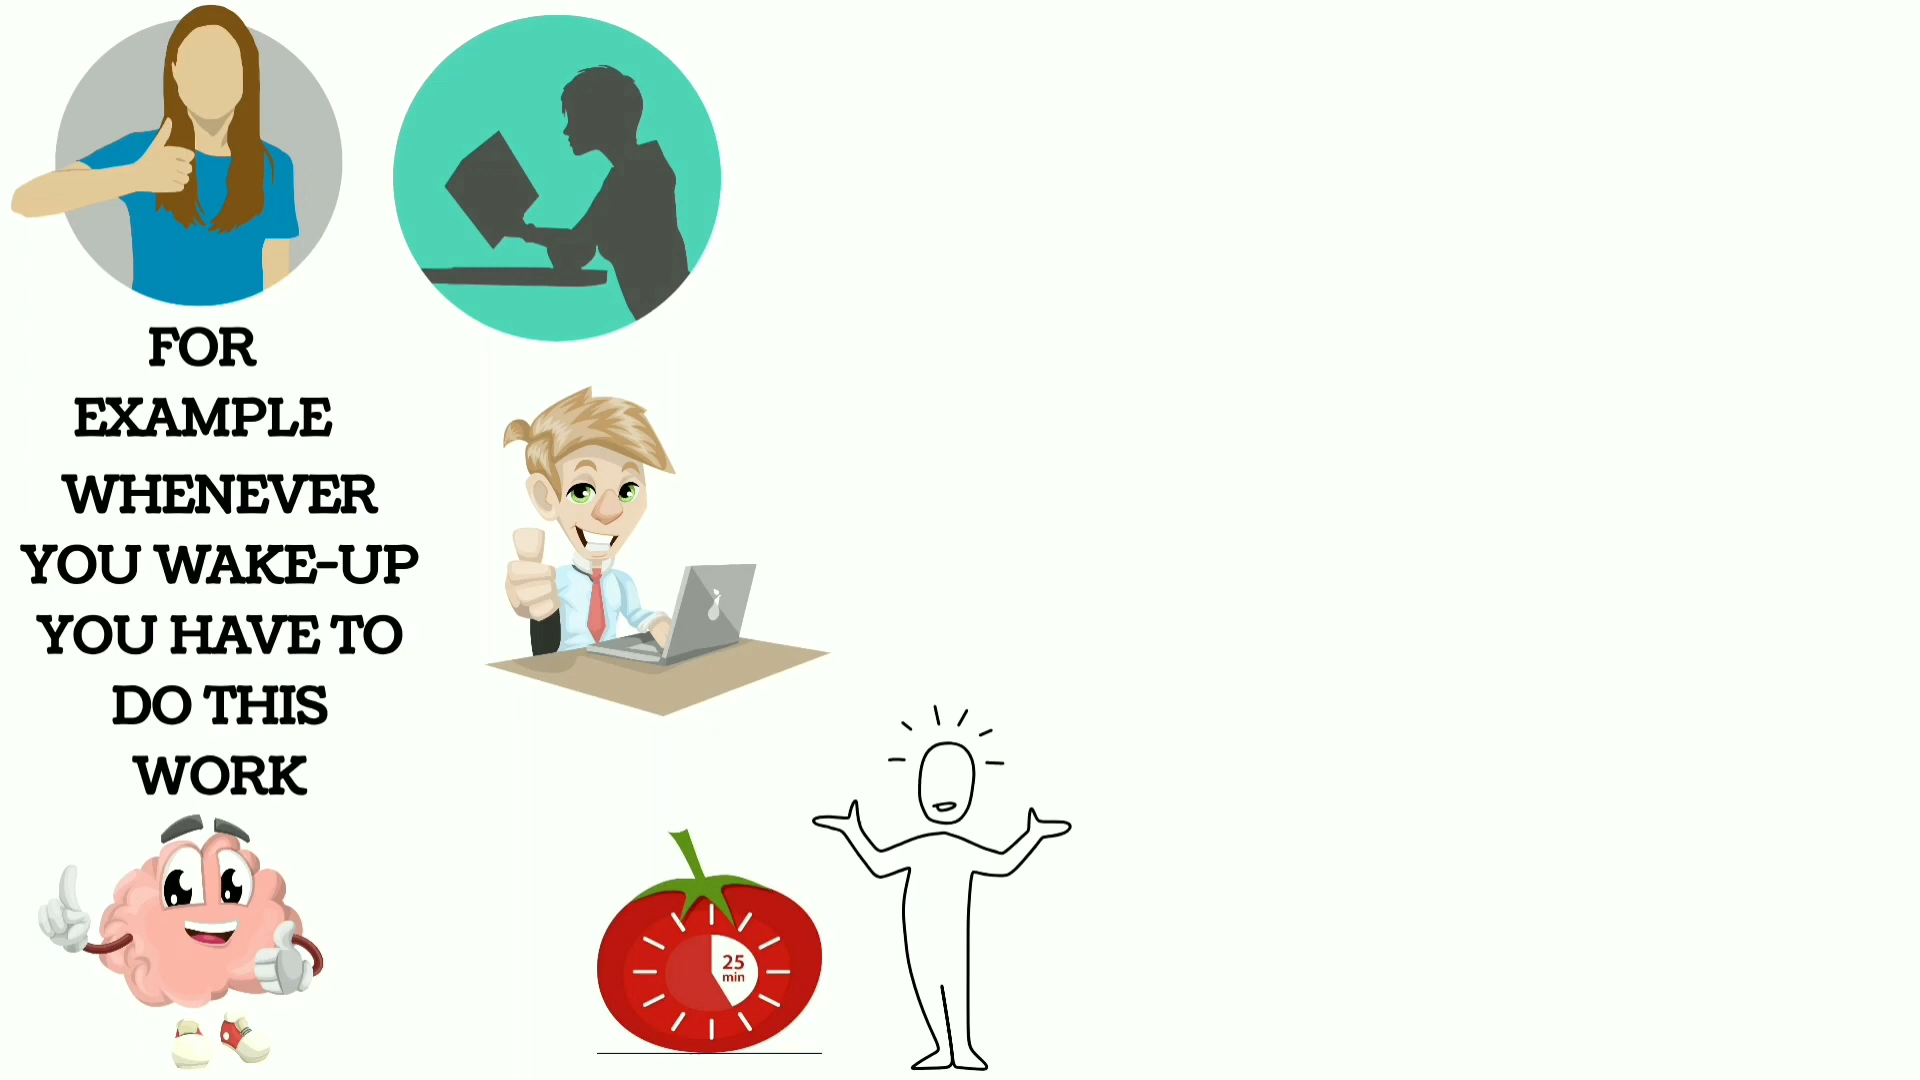 FOR
EXAMPLE
WHENEVER
YOU WAKE-UP
YOU HAVE TO
DO THIS
WORK
25
min